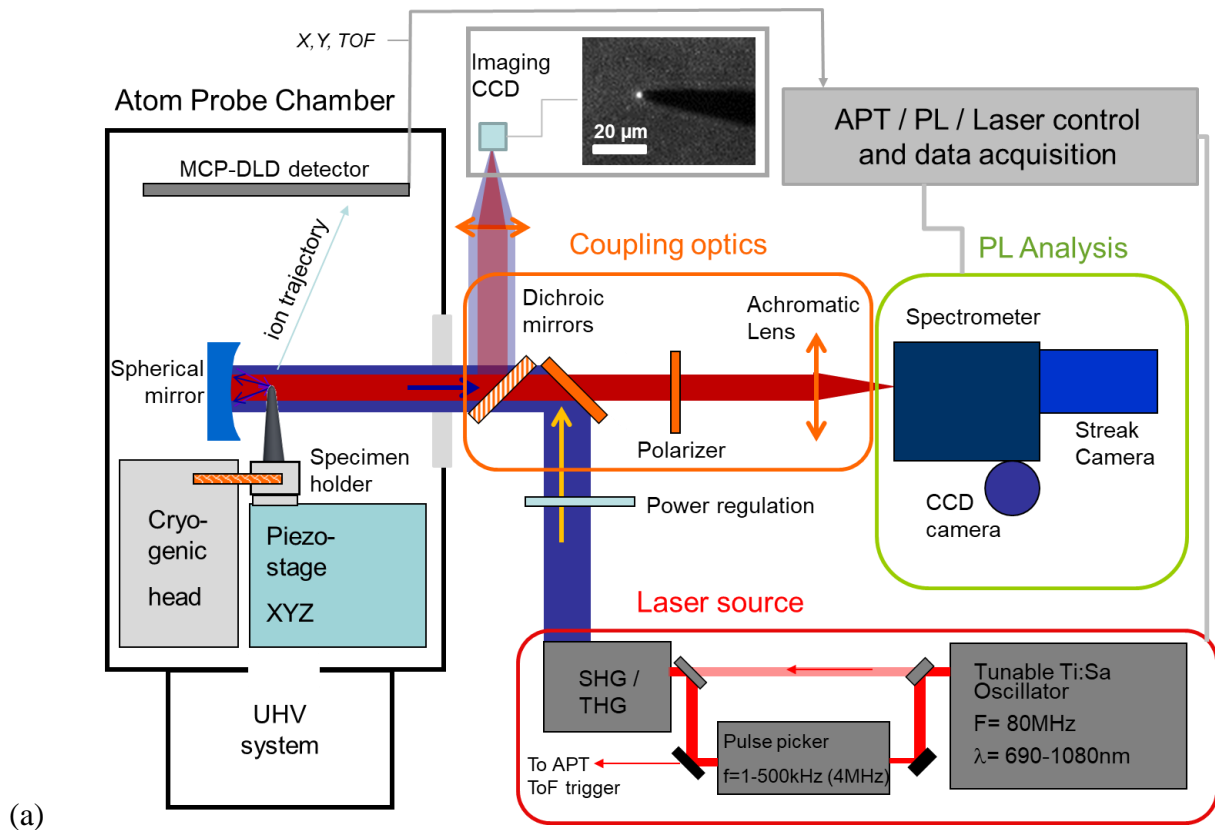 X,Y, TOF
Imaging
CCD
20 µm
Atom Probe Chamber
APT / PL / Laser control
and data acquisition
MCP-DLD detector
ion trajectory
Coupling optics
PL Analysis
Dichroic
mirrors
Achromatic
Lens
Spectrometer
Spherical
mirror
Polarizer
Streak
Camera
Specimen
holder
Power regulation
CCD
camera
Cryo-
genic
head
Piezo-
stage
XYZ
Laser source
SHG /
THG
Tunable Ti:Sa
Oscillator
F= 80MHz
λ= 690-1080nm
UHV
system
Pulse picker
f=1-500kHz (4MHz)
To APT
ToF trigger
(a)